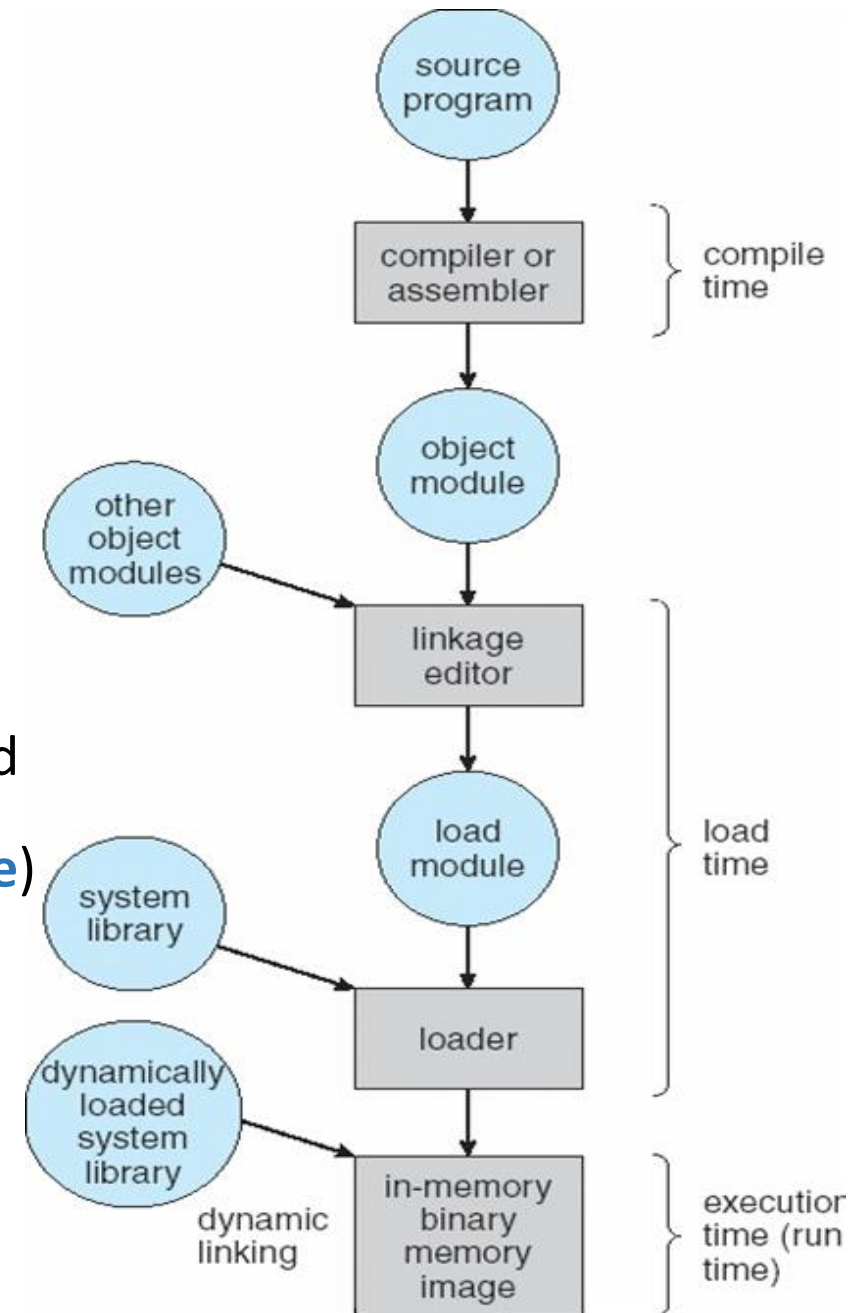 source
program
compiler or
assembler
compile
time
object
module
other
object
modules
linkage
editor
d
load
module
load
time
e)
system
library
loader
dynamically
loaded
system
library
in-memory
binary
memory
image
dynamic
linking
execution
time (run
time)